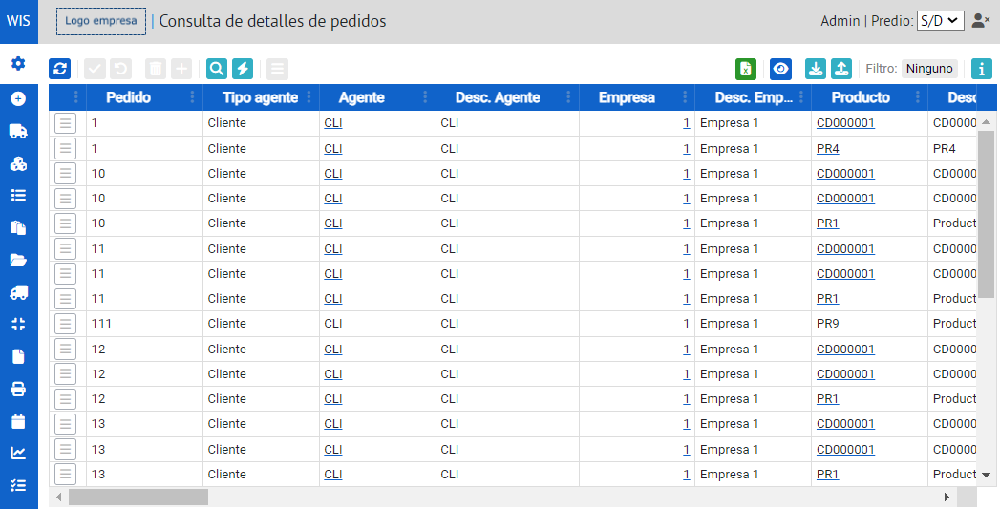 WIS Logo empresa | Consulta de detalles de pedidos Admin | Predio: S/D
Filtro: Ninguno
Pedido Tipo agente Agente Desc. Agente Empresa Desc. Emp... Producto Desc
1 Cliente CLI CLI 1 Empresa 1 CD000001 CD0000
1 Cliente CLI CLI 1 Empresa 1 PR4 PR4
10 Cliente CLI CLI 1 Empresa 1 CD000001 CD0000
10 Cliente CLI CLI 1 Empresa 1 CD000001 CD0000
10 Cliente CLI CLI 1 Empresa 1 PR1 Product
11 Cliente CLI CLI 1 Empresa 1 CD000001 CD0000
11 Cliente CLI CLI 1 Empresa 1 CD000001 CD0000
11 Cliente CLI CLI 1 Empresa 1 PR1 Product
111 Cliente CLI CLI 1 Empresa 1 PR9 Product
12 Cliente CLI CLI 1 Empresa 1 CD000001 CD0000
12 Cliente CLI CLI 1 Empresa 1 CD000001 CD0000
12 Cliente CLI CLI 1 Empresa 1 PR1 Product
13 Cliente CLI CLI 1 Empresa 1 CD000001 CD0000
13 Cliente CLI CLI 1 Empresa 1 CD000001 CD0000
13 Cliente CLI CLI 1 Empresa 1 PR1 Product